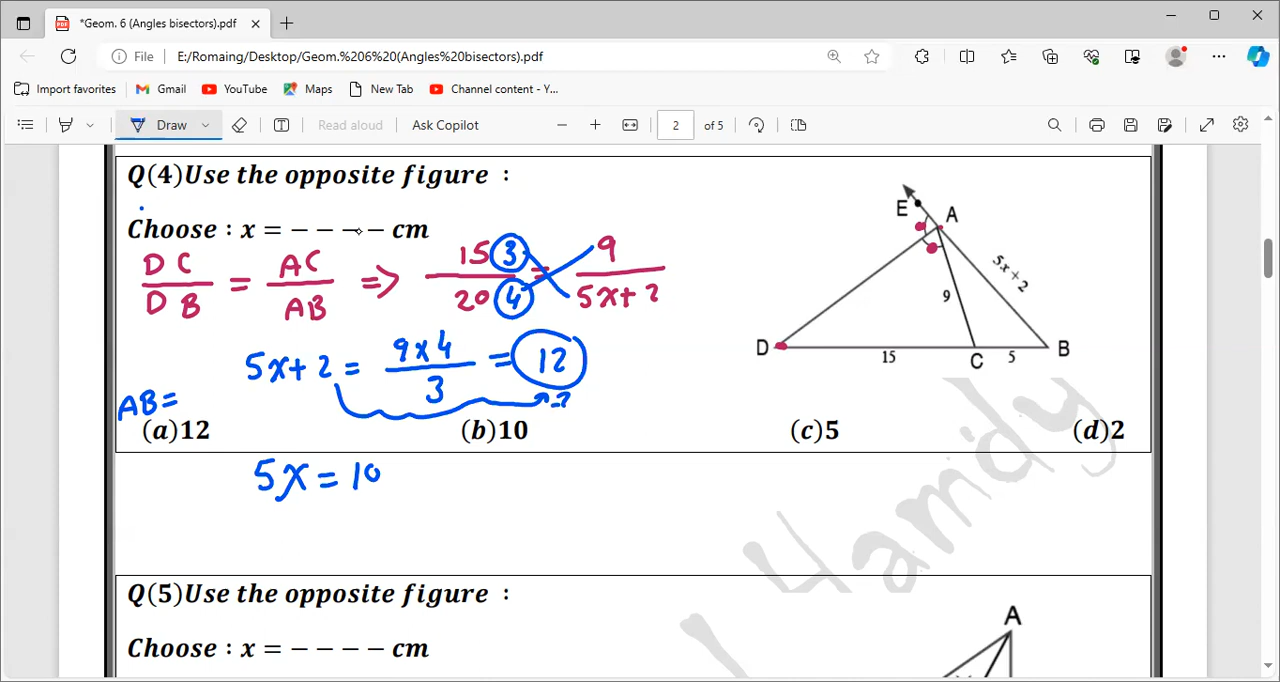 *Geom. 6 (Angles bisectors).pdf
File E:/Romaing/Desktop/Geom.%206%20(Angles%20bisectors).pdf
Import favorites Gmail YouTube Maps New Tab Channel content - Y...
Draw Read aloud Ask Copilot 2 of 5
Q(4)Use the opposite figure :
Choose : x = − − − − cm
DC/DB = AC/AB => 15/20 3/4 = 9/5x+2
5x+2 = 9x4/3 = 12
-2
AB=
(a)12 (b)10 (c)5 (d)2
5x = 10
E A
5x + 2
9
D 15 C 5 B
Hamidy
Q(5)Use the opposite figure :
Choose : x = − − − − cm
A